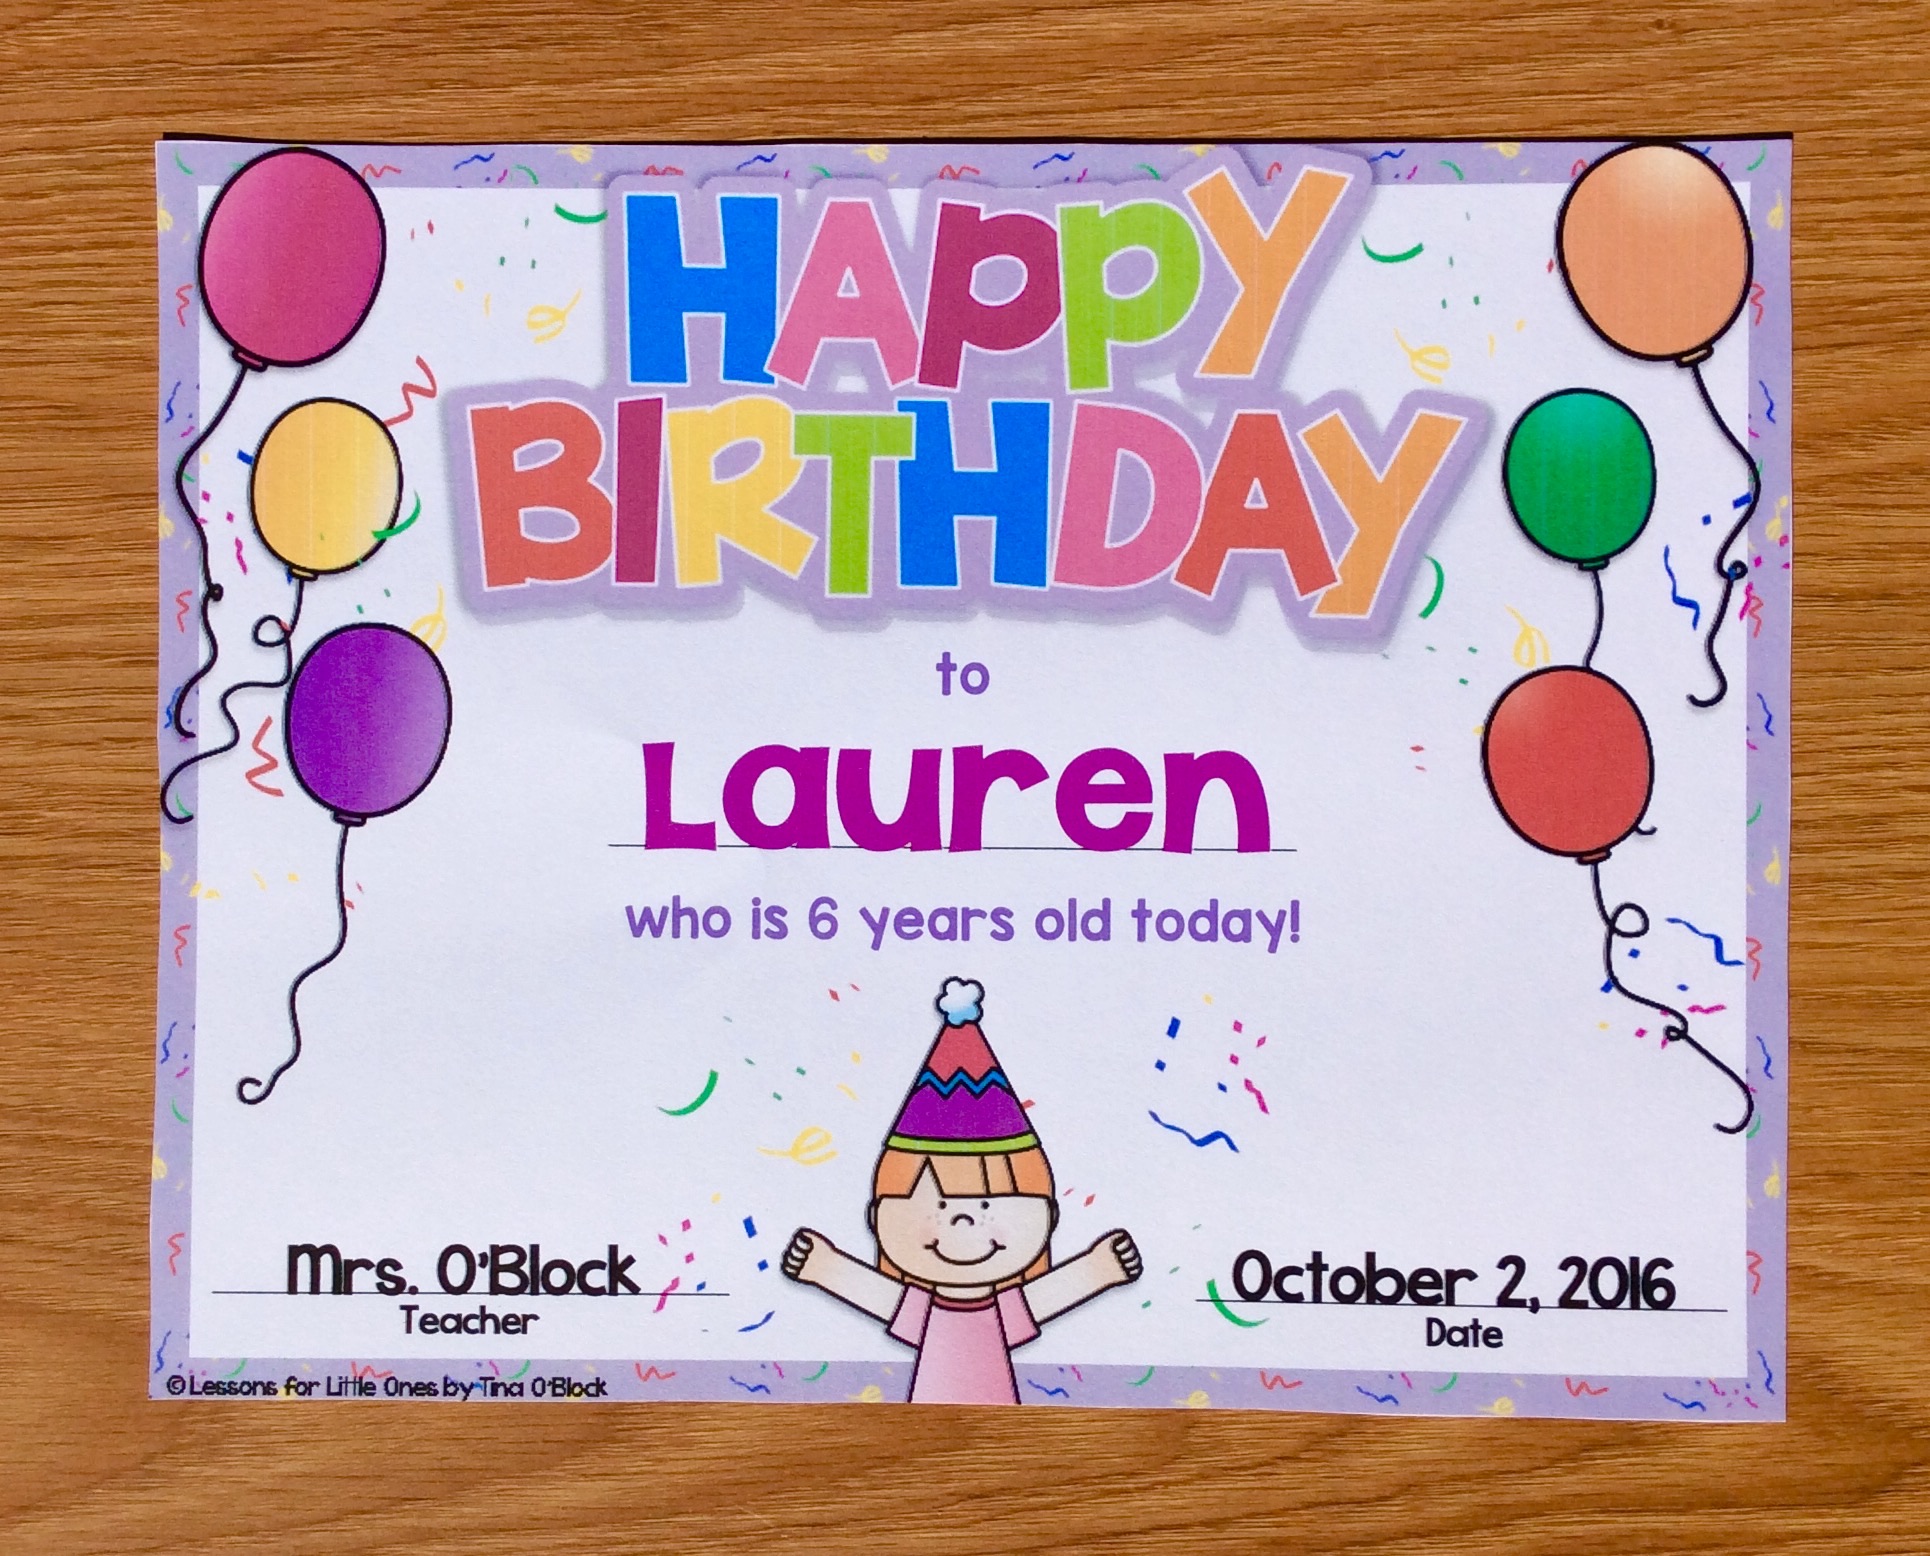 HAPPY
BIRTHDAY
to
Lauren
who is 6 years old today!
Mrs. O'Block
Teacher
October 2, 2016
Date
© Lessons for Little Ones by Tina O'Block